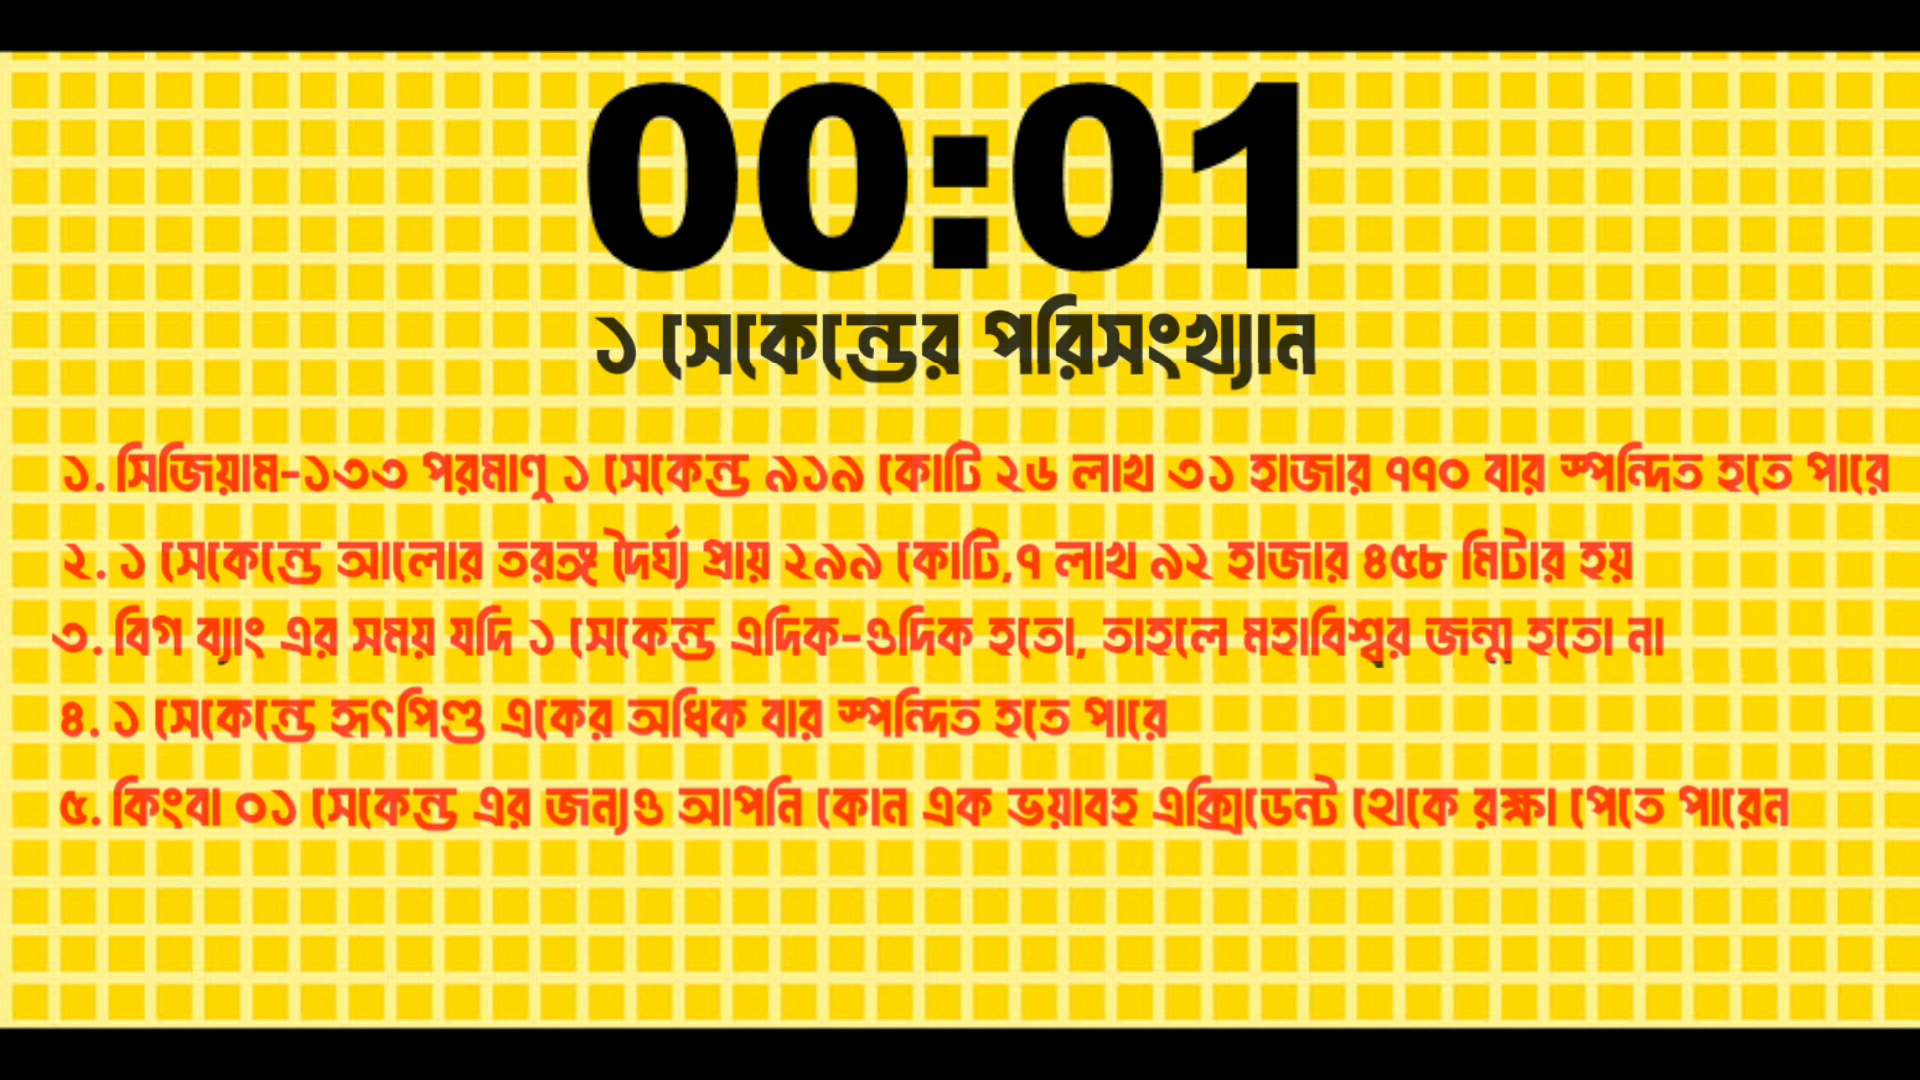 00:01
১ সেকেন্ডের পরিসংখ্যান
১. সিজিয়াম-১৩৩ পরমাণু ১ সেকেন্ড ৯১৯ কোটি ২৬ লাখ ৩১ হাজার ৭৭০ বার স্পন্দিত হতে পারে
২. ১ সেকেন্ডে আলোর তরঙ্গ দৈর্ঘ্য প্রায় ২৯৯ কোটি,৭ লাখ ৯২ হাজার ৪৫৮ মিটার হয়
৩. বিগ ব্যাং এর সময় যদি ১ সেকেন্ড এদিক-ওদিক হতো, তাহলে মহাবিশ্বর জন্ম হতো না
৪. ১ সেকেন্ডে হৃৎপিণ্ড একের অধিক বার স্পন্দিত হতে পারে
৫. কিংবা ০১ সেকেন্ড এর জন্যও আপনি কোন এক ভয়াবহ এক্সিডেন্ট থেকে রক্ষা পেতে পারেন